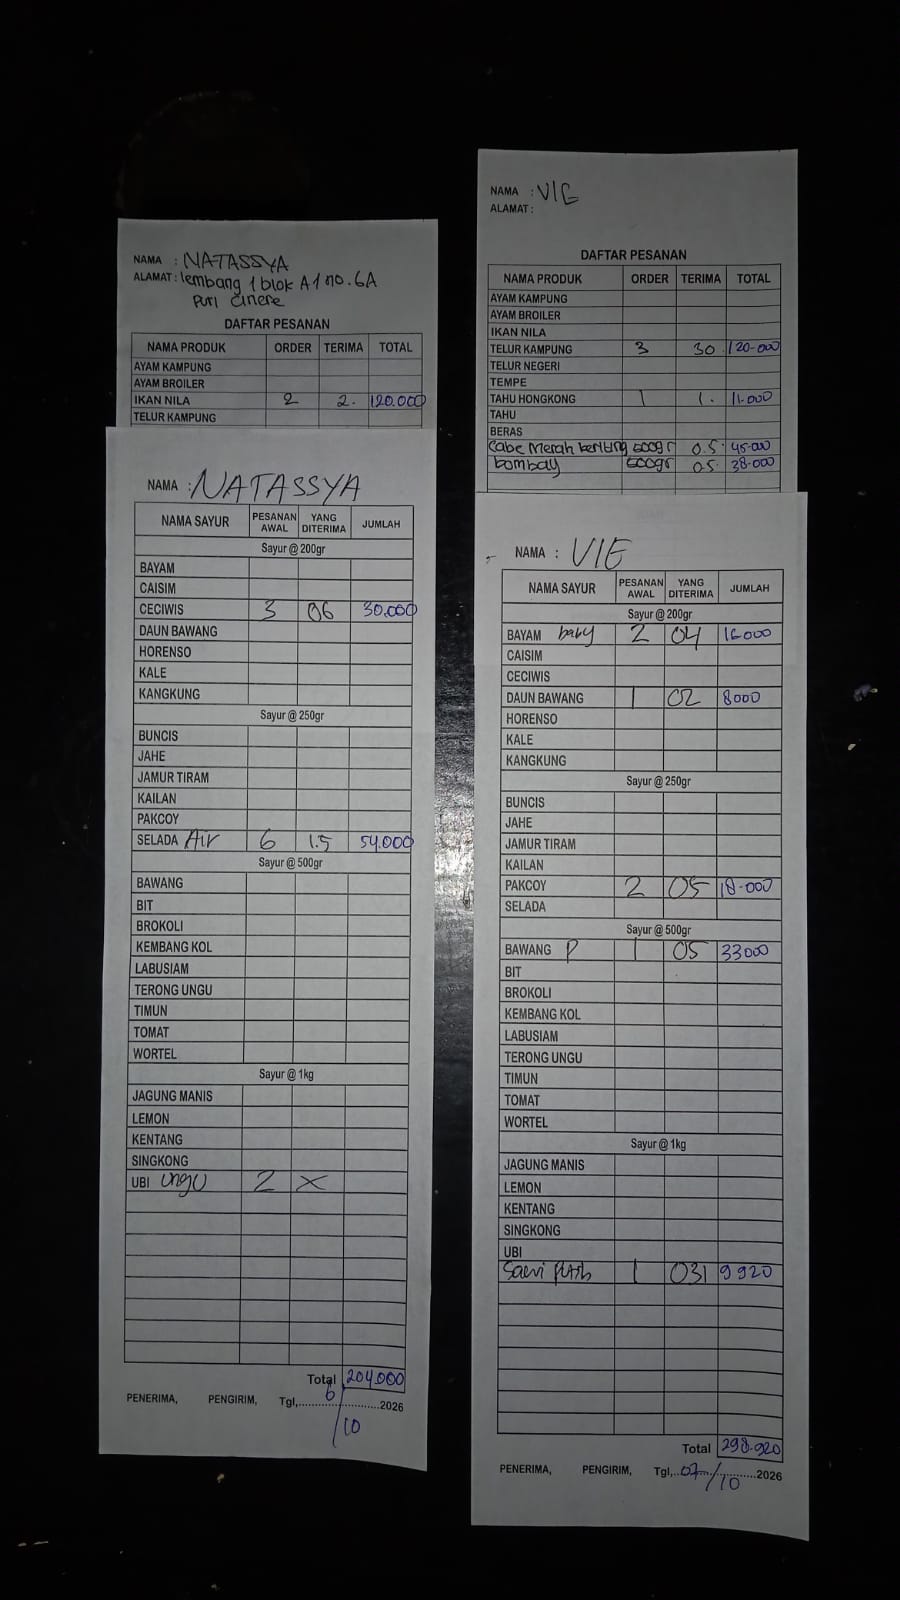 NAMA : NATASSYA
ALAMAT : lembang 1 blok A1 no. 6A
puri cinere
DAFTAR PESANAN
NAMA PRODUK ORDER TERIMA TOTAL
AYAM KAMPUNG
AYAM BROILER
IKAN NILA 2 2. 120.000
TELUR KAMPUNG
NAMA : NATASSYA
NAMA SAYUR PESANAN AWAL YANG DITERIMA JUMLAH
Sayur @ 200gr
BAYAM
CAISIM
CECIWIS 3 06 30.000
DAUN BAWANG
HORENSO
KALE
KANGKUNG
Sayur @ 250gr
BUNCIS
JAHE
JAMUR TIRAM
KAILAN
PAKCOY
SELADA Air 6 1.5 54.000
Sayur @ 500gr
BAWANG
BIT
BROKOLI
KEMBANG KOL
LABUSIAM
TERONG UNGU
TIMUN
TOMAT
WORTEL
Sayur @ 1kg
JAGUNG MANIS
LEMON
KENTANG
SINGKONG
UBI ungu 2 X
Total 204.000
PENERIMA, PENGIRIM, Tgl,.. 6/10 ..2026
NAMA : VIE
ALAMAT :
DAFTAR PESANAN
NAMA PRODUK ORDER TERIMA TOTAL
AYAM KAMPUNG
AYAM BROILER
IKAN NILA
TELUR KAMPUNG 3 30 120-000
TELUR NEGERI
TEMPE
TAHU HONGKONG 1 1. 11.000
TAHU
BERAS
Cabe Merah keriting 500gr 0.5 45.000
bombay 500gr 0.5 38.000
NAMA : VIE
NAMA SAYUR PESANAN AWAL YANG DITERIMA JUMLAH
Sayur @ 200gr
BAYAM baby 2 04 16.000
CAISIM
CECIWIS
DAUN BAWANG 1 02 8000
HORENSO
KALE
KANGKUNG
Sayur @ 250gr
BUNCIS
JAHE
JAMUR TIRAM
KAILAN
PAKCOY 2 05 18.000
SELADA
Sayur @ 500gr
BAWANG P 1 05 33000
BIT
BROKOLI
KEMBANG KOL
LABUSIAM
TERONG UNGU
TIMUN
TOMAT
WORTEL
Sayur @ 1kg
JAGUNG MANIS
LEMON
KENTANG
SINGKONG
UBI
Sawi putih 1 031 9920
Total 298.920
PENERIMA, PENGIRIM, Tgl,..07/10..2026